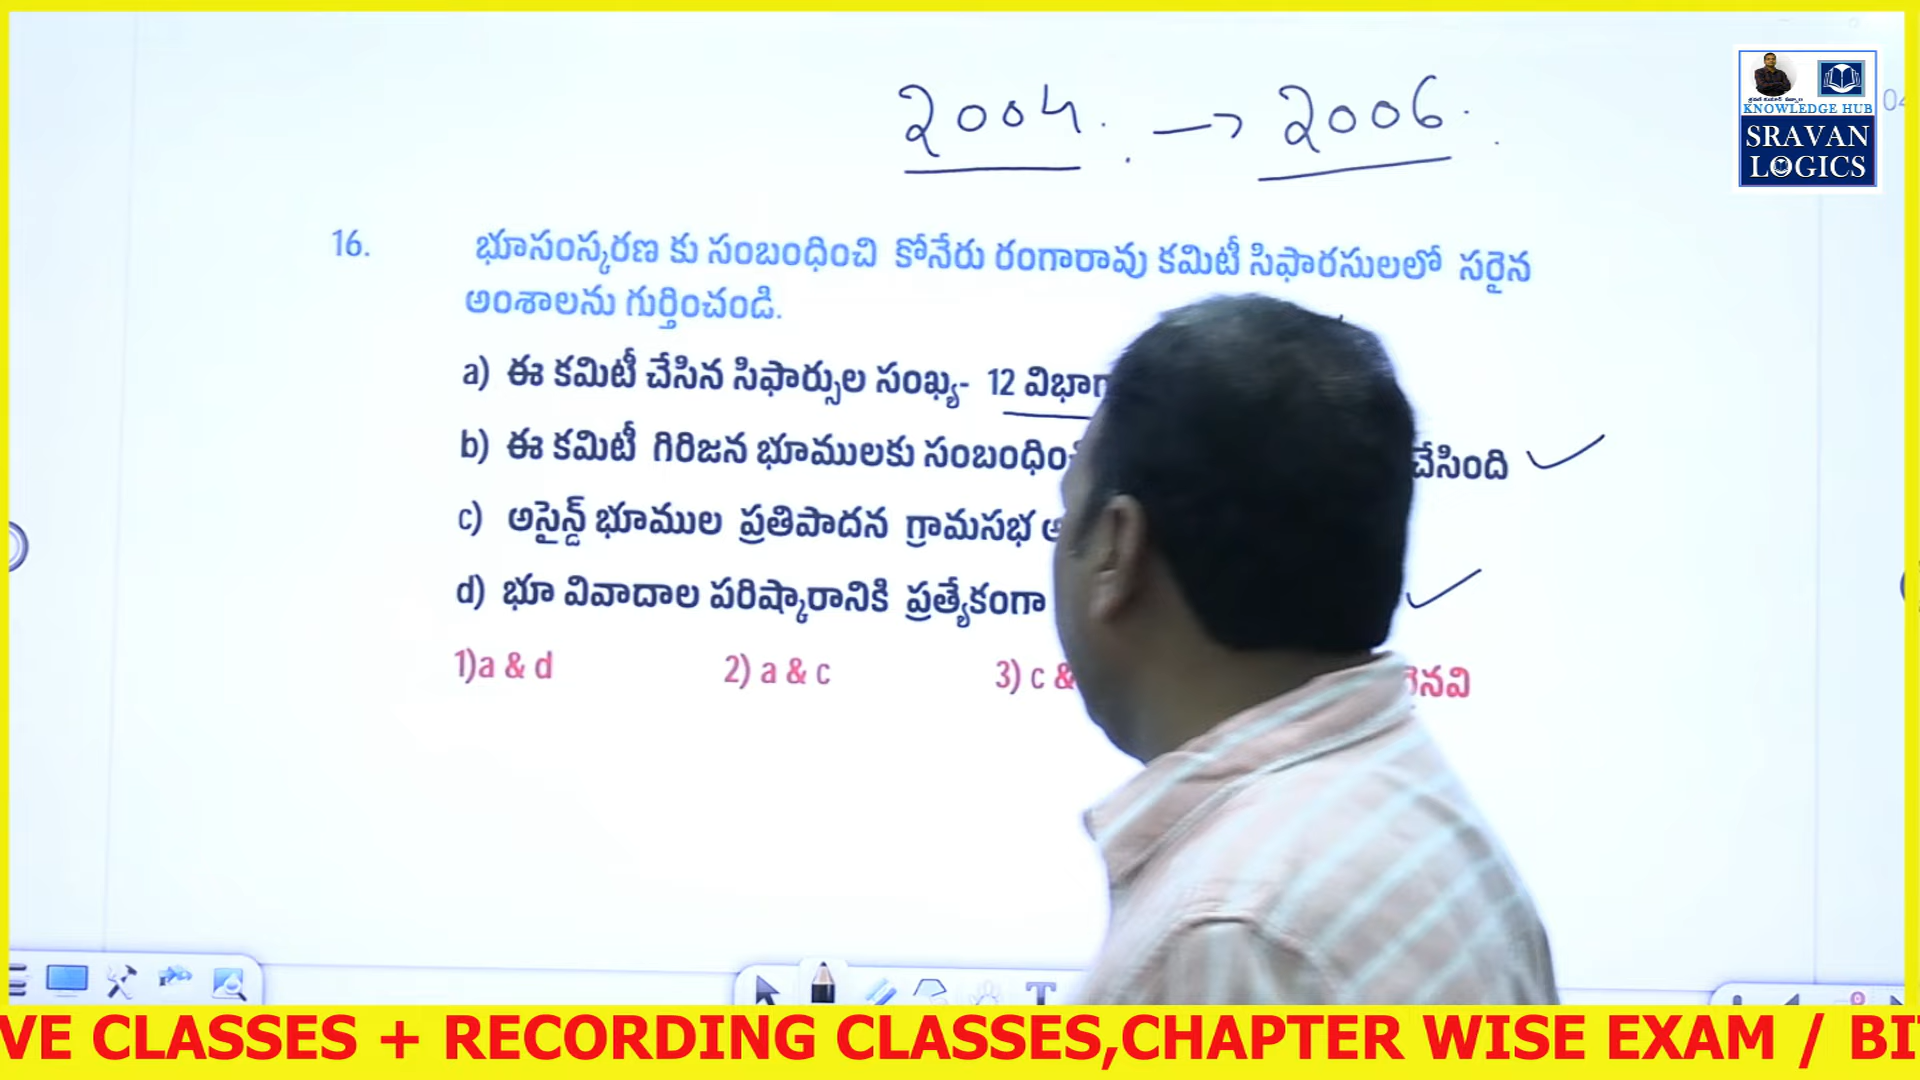 2004. → 2006.
KNOWLEDGE HUB
SRAVAN
LOGICS
16. భూసంస్కరణ కు సంబంధించి కోనేరు రంగారావు కమిటీ సిఫారసులలో సరైన
అంశాలను గుర్తించండి.
a) ఈ కమిటీ చేసిన సిఫార్సుల సంఖ్య- 12
b) ఈ కమిటీ గిరిజన భూములకు చేసింది
c) అసైన్డ్ భూముల ప్రతిపాదన గ్రామసభ
d) భూ వివాదాల పరిష్కారానికి ప్రత్యేకంగా
1)a & d 2) a & c 3) c &
VE CLASSES + RECORDING CLASSES,CHAPTER WISE EXAM /